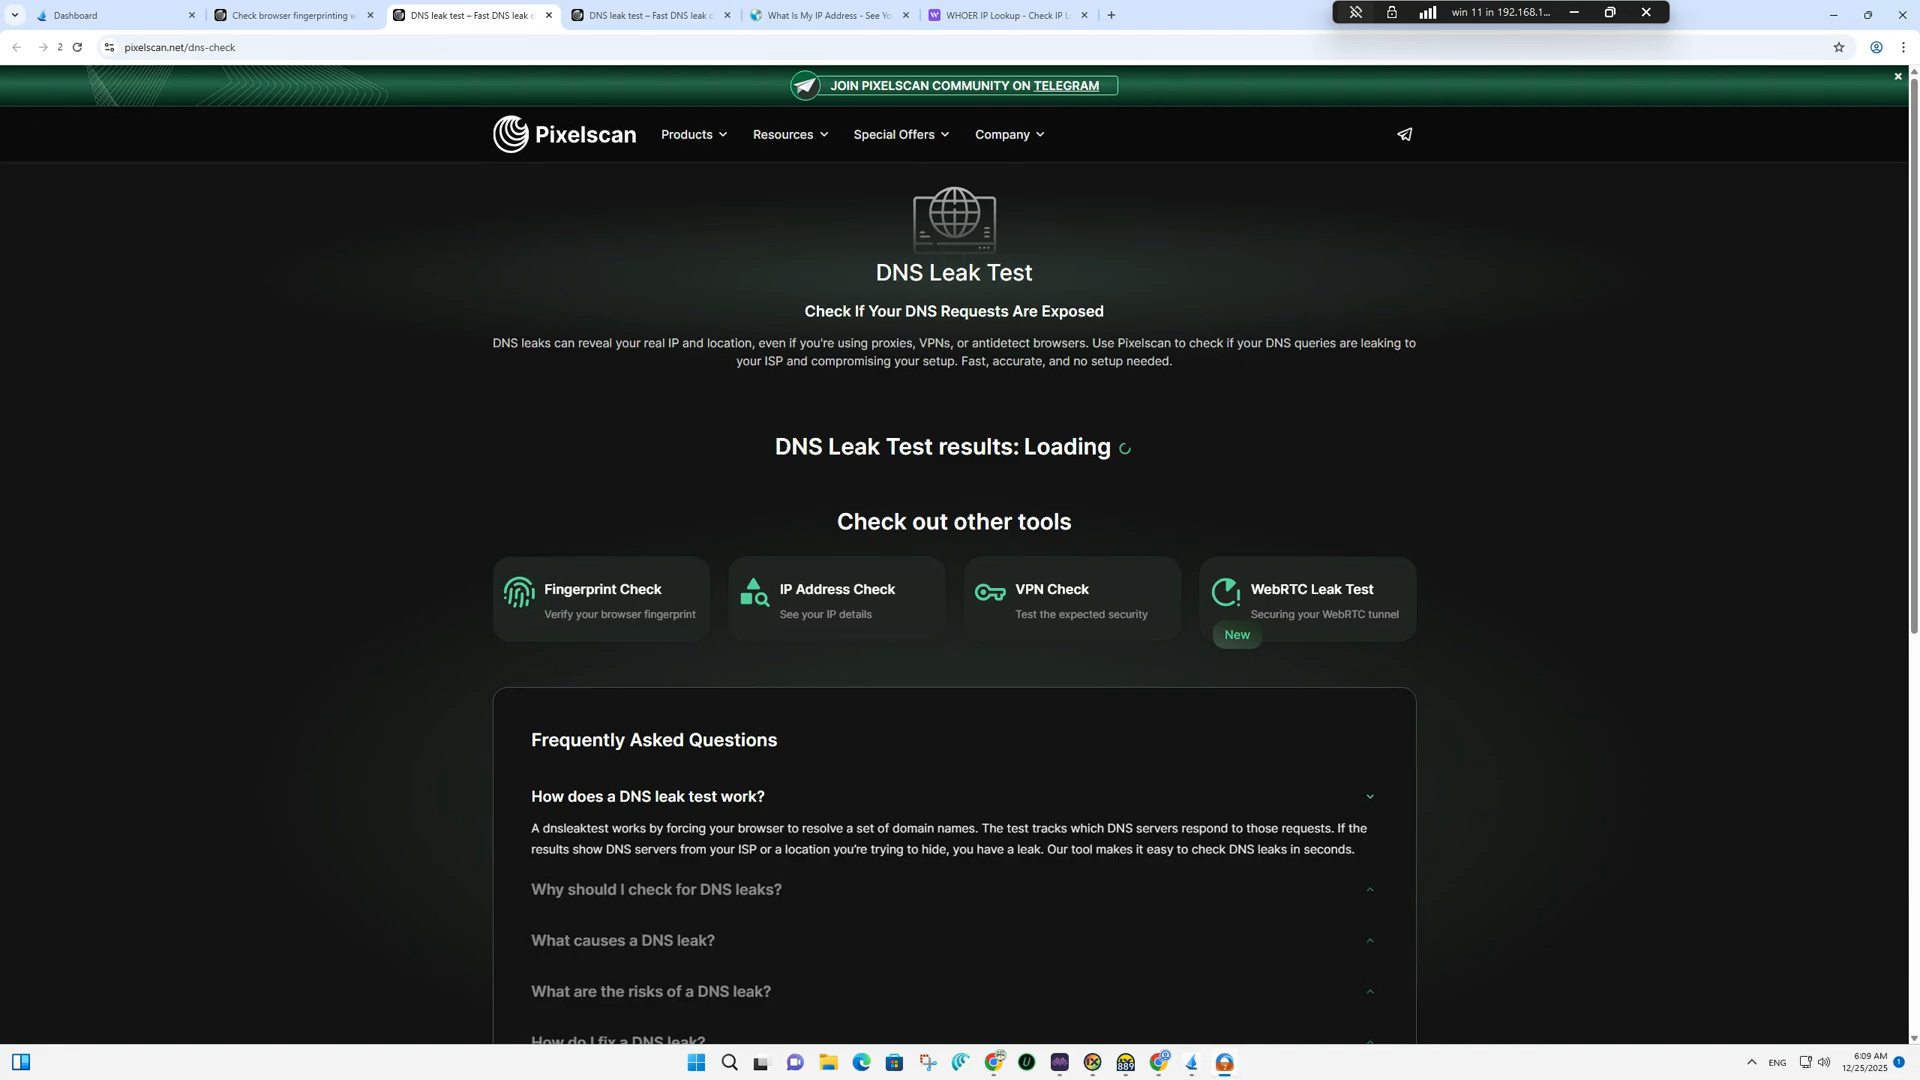 Dashboard
Check browser fingerprinting w
DNS leak test – Fast DNS leak c
DNS leak test – Fast DNS leak c
What Is My IP Address - See Yo
WHOER IP Lookup - Check IP L
win 11 in 192.168.1...
2
pixelscan.net/dns-check
JOIN PIXELSCAN COMMUNITY ON TELEGRAM
Pixelscan
Products
Resources
Special Offers
Company
DNS Leak Test
Check If Your DNS Requests Are Exposed
DNS leaks can reveal your real IP and location, even if you're using proxies, VPNs, or antidetect browsers. Use Pixelscan to check if your DNS queries are leaking to
your ISP and compromising your setup. Fast, accurate, and no setup needed.
DNS Leak Test results: Loading
Check out other tools
Fingerprint Check
Verify your browser fingerprint
IP Address Check
See your IP details
VPN Check
Test the expected security
WebRTC Leak Test
Securing your WebRTC tunnel
New
Frequently Asked Questions
How does a DNS leak test work?
A dnsleaktest works by forcing your browser to resolve a set of domain names. The test tracks which DNS servers respond to those requests. If the
results show DNS servers from your ISP or a location you’re trying to hide, you have a leak. Our tool makes it easy to check DNS leaks in seconds.
Why should I check for DNS leaks?
What causes a DNS leak?
What are the risks of a DNS leak?
How do I fix a DNS leak?
889
ENG
6:09 AM
12/25/2025
1